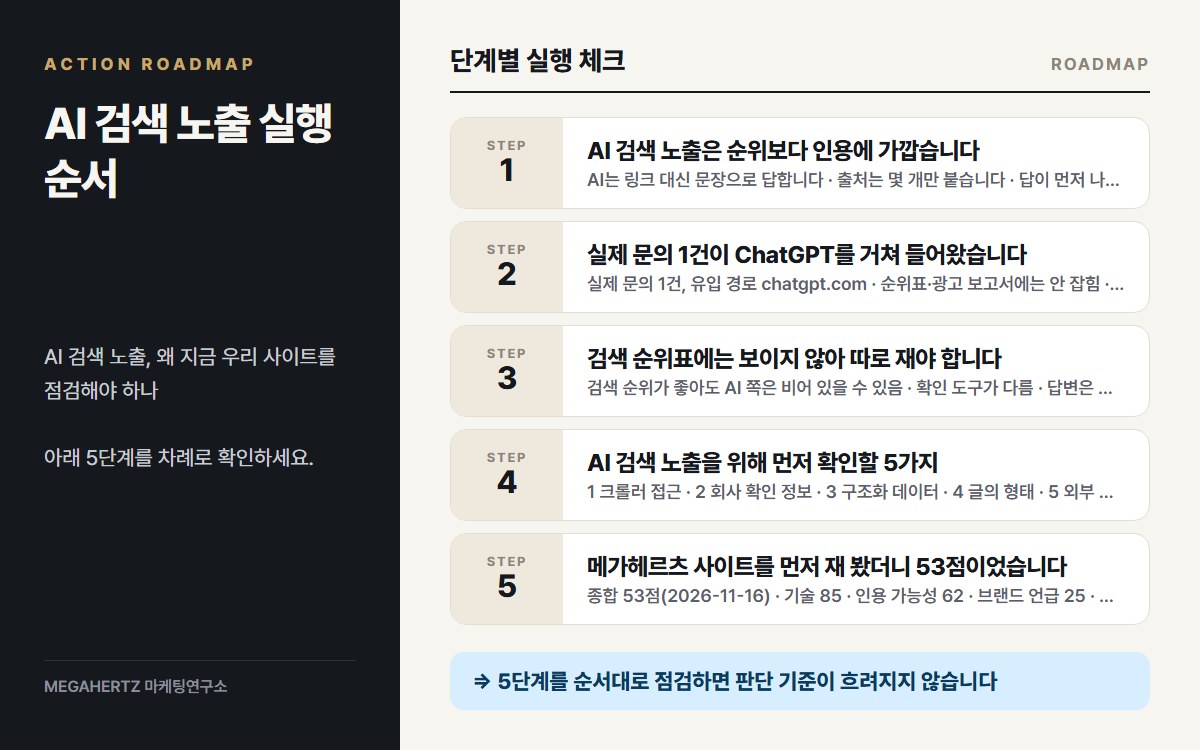 ACTION ROADMAP
AI 검색 노출 실행
순서
AI 검색 노출, 왜 지금 우리 사이트를
점검해야 하나
아래 5단계를 차례로 확인하세요.
MEGAHERTZ 마케팅연구소
단계별 실행 체크
ROADMAP
STEP
1
AI 검색 노출은 순위보다 인용에 가깝습니다
AI는 링크 대신 문장으로 답합니다 · 출처는 몇 개만 붙습니다 · 답이 먼저 나...
STEP
2
실제 문의 1건이 ChatGPT를 거쳐 들어왔습니다
실제 문의 1건, 유입 경로 chatgpt.com · 순위표·광고 보고서에는 안 잡힘 ·...
STEP
3
검색 순위표에는 보이지 않아 따로 재야 합니다
검색 순위가 좋아도 AI 쪽은 비어 있을 수 있음 · 확인 도구가 다름 · 답변은 ...
STEP
4
AI 검색 노출을 위해 먼저 확인할 5가지
1 크롤러 접근 · 2 회사 확인 정보 · 3 구조화 데이터 · 4 글의 형태 · 5 외부 ...
STEP
5
메가헤르츠 사이트를 먼저 재 봤더니 53점이었습니다
종합 53점(2026-11-16) · 기술 85 · 인용 가능성 62 · 브랜드 언급 25 · ...
→ 5단계를 순서대로 점검하면 판단 기준이 흐려지지 않습니다